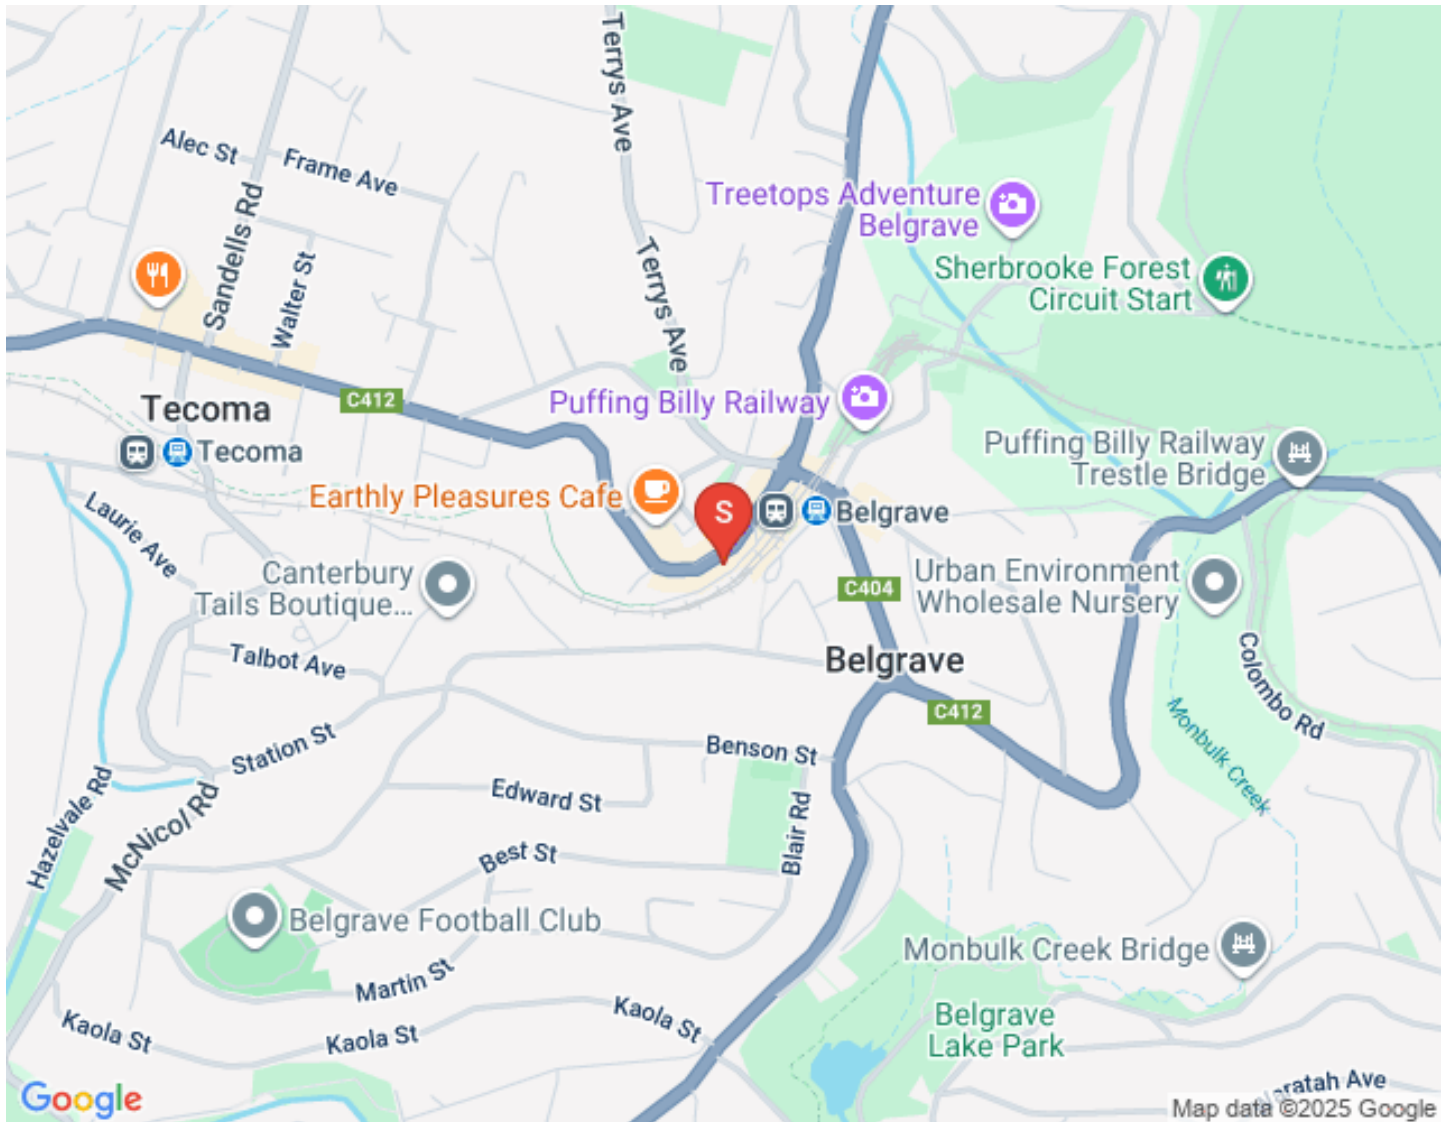 Terrys Ave
Alec St
Frame Ave
Sandells Rd
Walter St
Terrys Ave
Treetops Adventure
Belgrave
Sherbrooke Forest
Circuit Start
C412
Tecoma
Tecoma
Puffing Billy Railway
Puffing Billy Railway
Trestle Bridge
Earthly Pleasures Cafe
S
Belgrave
Laurie Ave
Canterbury
Tails Boutique...
C404
Urban Environment
Wholesale Nursery
Talbot Ave
Belgrave
Colombo Rd
C412
Station St
Benson St
Monbulk Creek
Hazelvale Rd
McNicol Rd
Edward St
Blair Rd
Best St
Belgrave Football Club
Monbulk Creek Bridge
Martin St
Kaola St
Kaola St
Kaola St
Belgrave
Lake Park
Google
Map data ©2025 Google